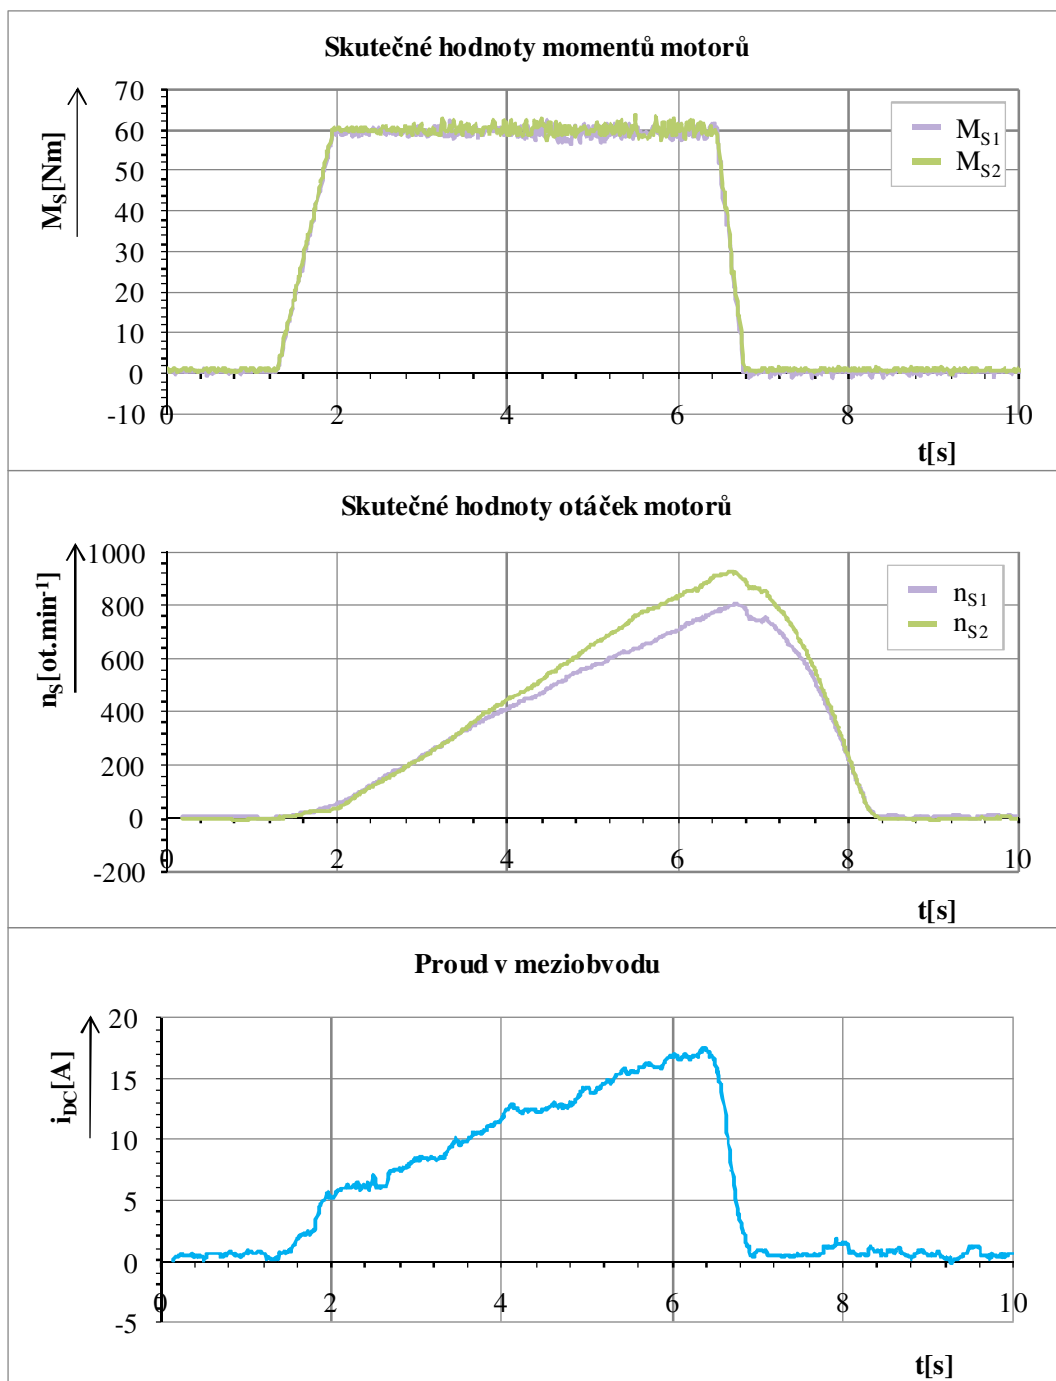 Skutečné hodnoty momentů motorů
M_S[Nm]
70
60
50
40
30
20
10
0
-10
0 2 4 6 8 10
t[s]
M_S1
M_S2
Skutečné hodnoty otáček motorů
n_S[ot.min⁻¹]
1000
800
600
400
200
0
-200
0 2 4 6 8 10
t[s]
n_S1
n_S2
Proud v meziobvodu
i_DC[A]
20
15
10
5
0
-5
0 2 4 6 8 10
t[s]